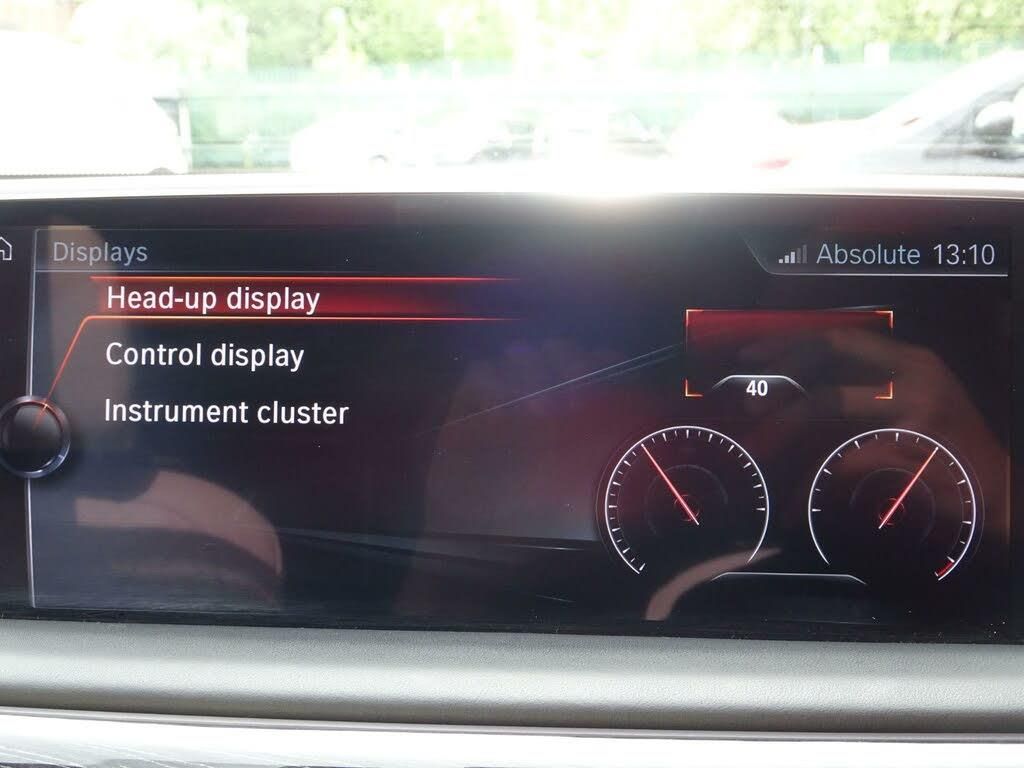 Displays
Absolute 13:10
Head-up display
Control display
Instrument cluster
40